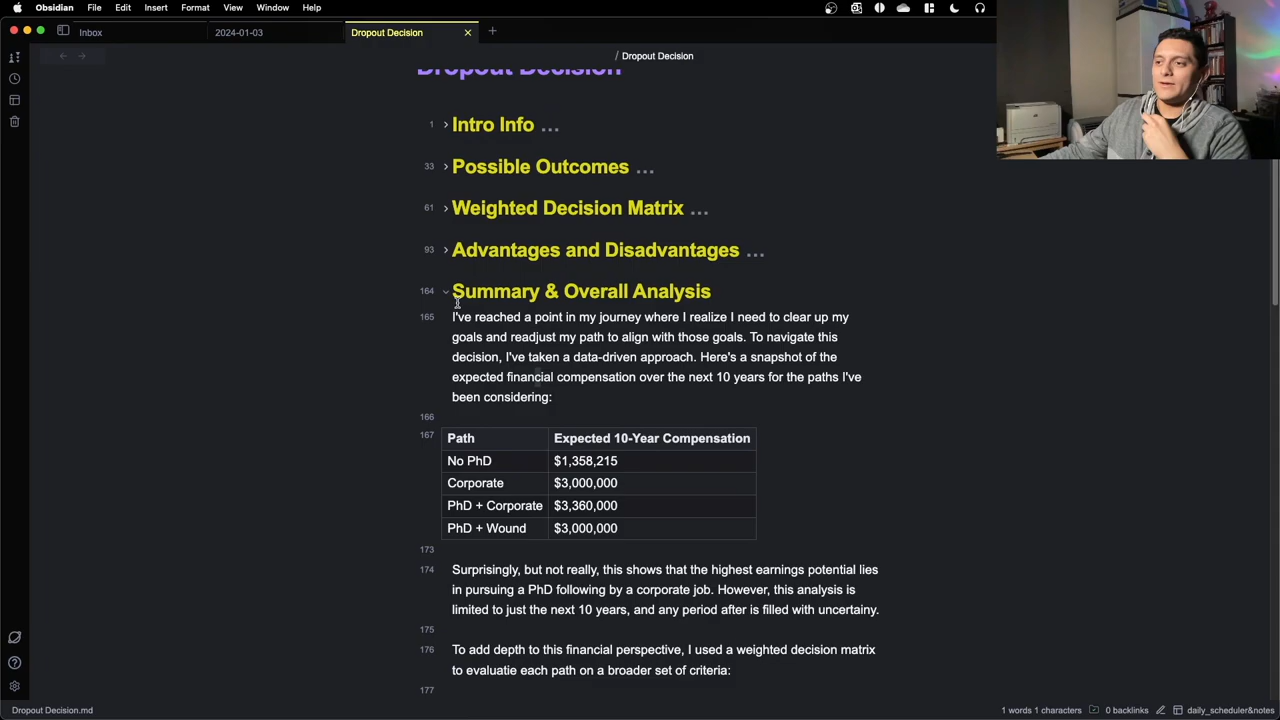 Obsidian File Edit Insert Format View Window Help
Inbox 2024-01-03 Dropout Decision
/ Dropout Decision
Dropout Decision
1 Intro Info ...
33 Possible Outcomes ...
61 Weighted Decision Matrix ...
93 Advantages and Disadvantages ...
164 Summary & Overall Analysis
165 I've reached a point in my journey where I realize I need to clear up my
goals and readjust my path to align with those goals. To navigate this
decision, I've taken a data-driven approach. Here's a snapshot of the
expected financial compensation over the next 10 years for the paths I've
been considering:
166
167 Path Expected 10-Year Compensation
No PhD $1,358,215
Corporate $3,000,000
PhD + Corporate $3,360,000
PhD + Wound $3,000,000
173
174 Surprisingly, but not really, this shows that the highest earnings potential lies
in pursuing a PhD following by a corporate job. However, this analysis is
limited to just the next 10 years, and any period after is filled with uncertainy.
175
176 To add depth to this financial perspective, I used a weighted decision matrix
to evaluatie each path on a broader set of criteria:
177
Dropout Decision.md 1 words 1 characters 0 backlinks daily_scheduler&notes